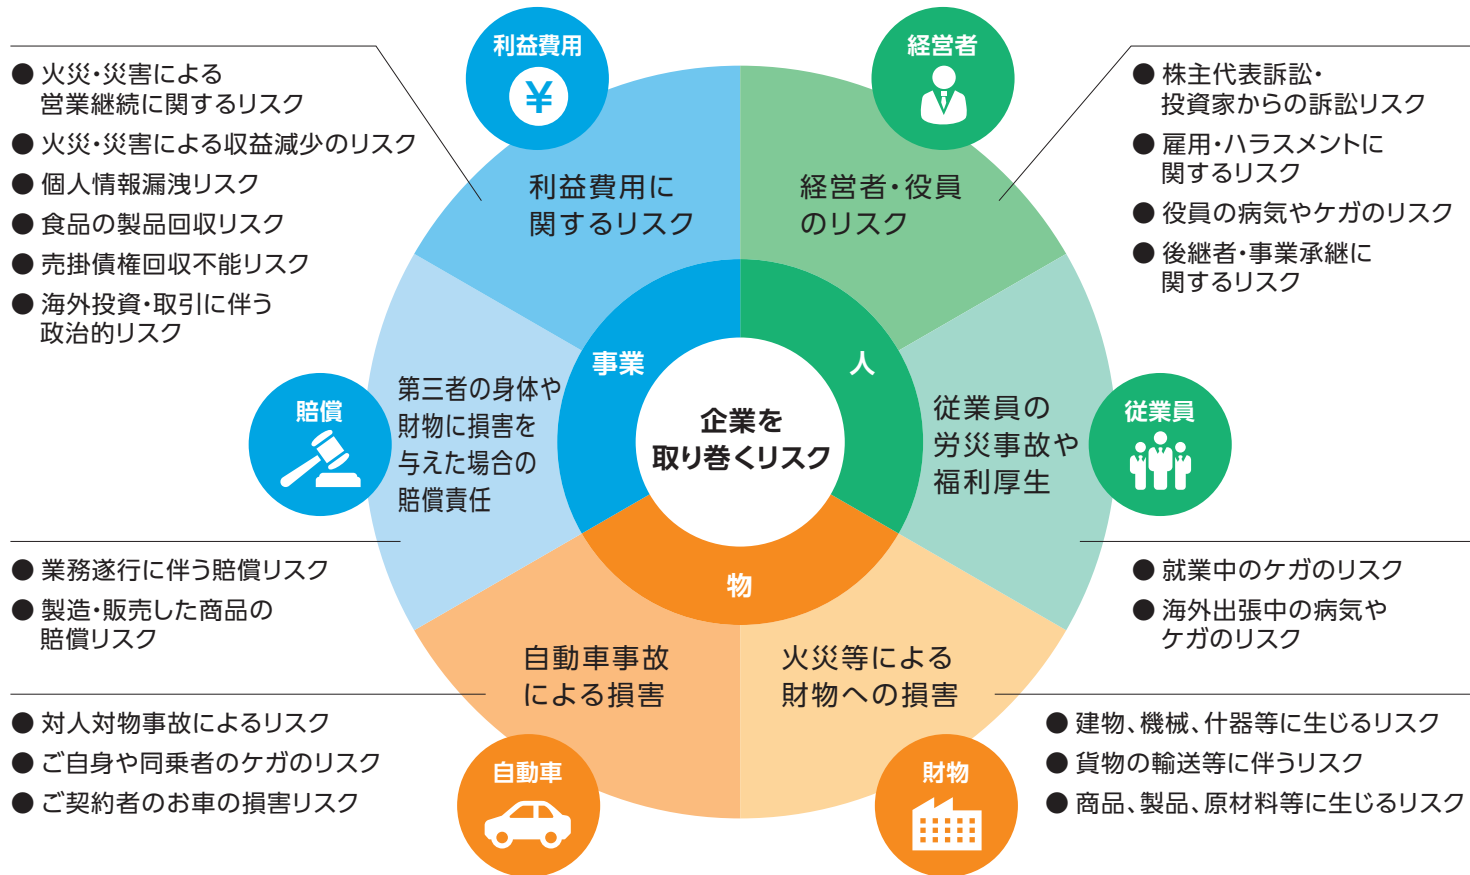 利益費用
経営者
● 火災・災害による
営業継続に関するリスク
● 火災・災害による収益減少のリスク
● 個人情報漏洩リスク
● 食品の製品回収リスク
● 売掛債権回収不能リスク
● 海外投資・取引に伴う
政治的リスク
利益費用に
関するリスク
経営者・役員
のリスク
● 株主代表訴訟・
投資家からの訴訟リスク
● 雇用・ハラスメントに
関するリスク
● 役員の病気やケガのリスク
● 後継者・事業承継に
関するリスク
事業
人
物
企業を
取り巻くリスク
賠償
第三者の身体や
財物に損害を
与えた場合の
賠償責任
従業員の
労災事故や
福利厚生
従業員
● 業務遂行に伴う賠償リスク
● 製造・販売した商品の
賠償リスク
● 就業中のケガのリスク
● 海外出張中の病気や
ケガのリスク
自動車事故
による損害
火災等による
財物への損害
● 対人対物事故によるリスク
● ご自身や同乗者のケガのリスク
● ご契約者のお車の損害リスク
自動車
財物
● 建物、機械、什器等に生じるリスク
● 貨物の輸送等に伴うリスク
● 商品、製品、原材料等に生じるリスク